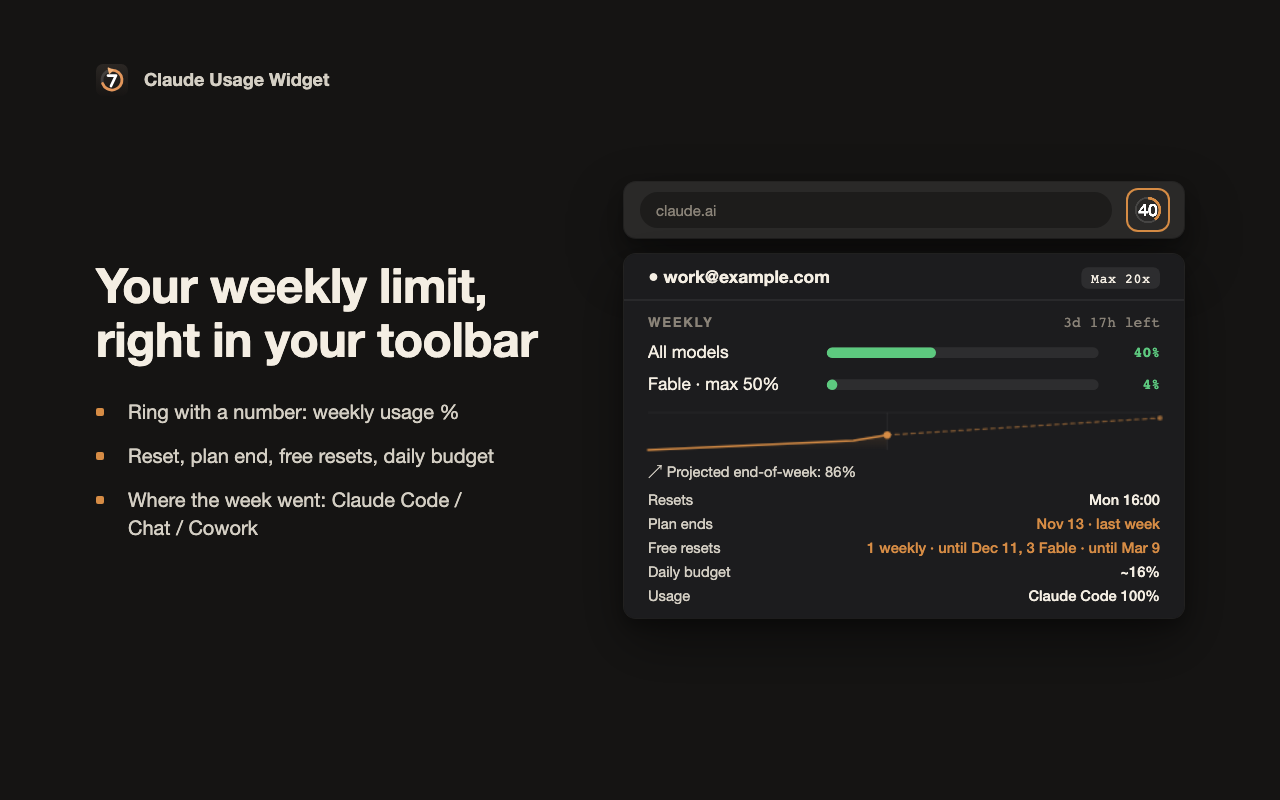 7 Claude Usage Widget
Your weekly limit,
right in your toolbar
Ring with a number: weekly usage %
Reset, plan end, free resets, daily budget
Where the week went: Claude Code /
Chat / Cowork
claude.ai 40
work@example.com Max 20x
WEEKLY 3d 17h left
All models 40%
Fable · max 50% 4%
↗ Projected end-of-week: 86%
Resets Mon 16:00
Plan ends Nov 13 · last week
Free resets 1 weekly · until Dec 11, 3 Fable · until Mar 9
Daily budget ~16%
Usage Claude Code 100%